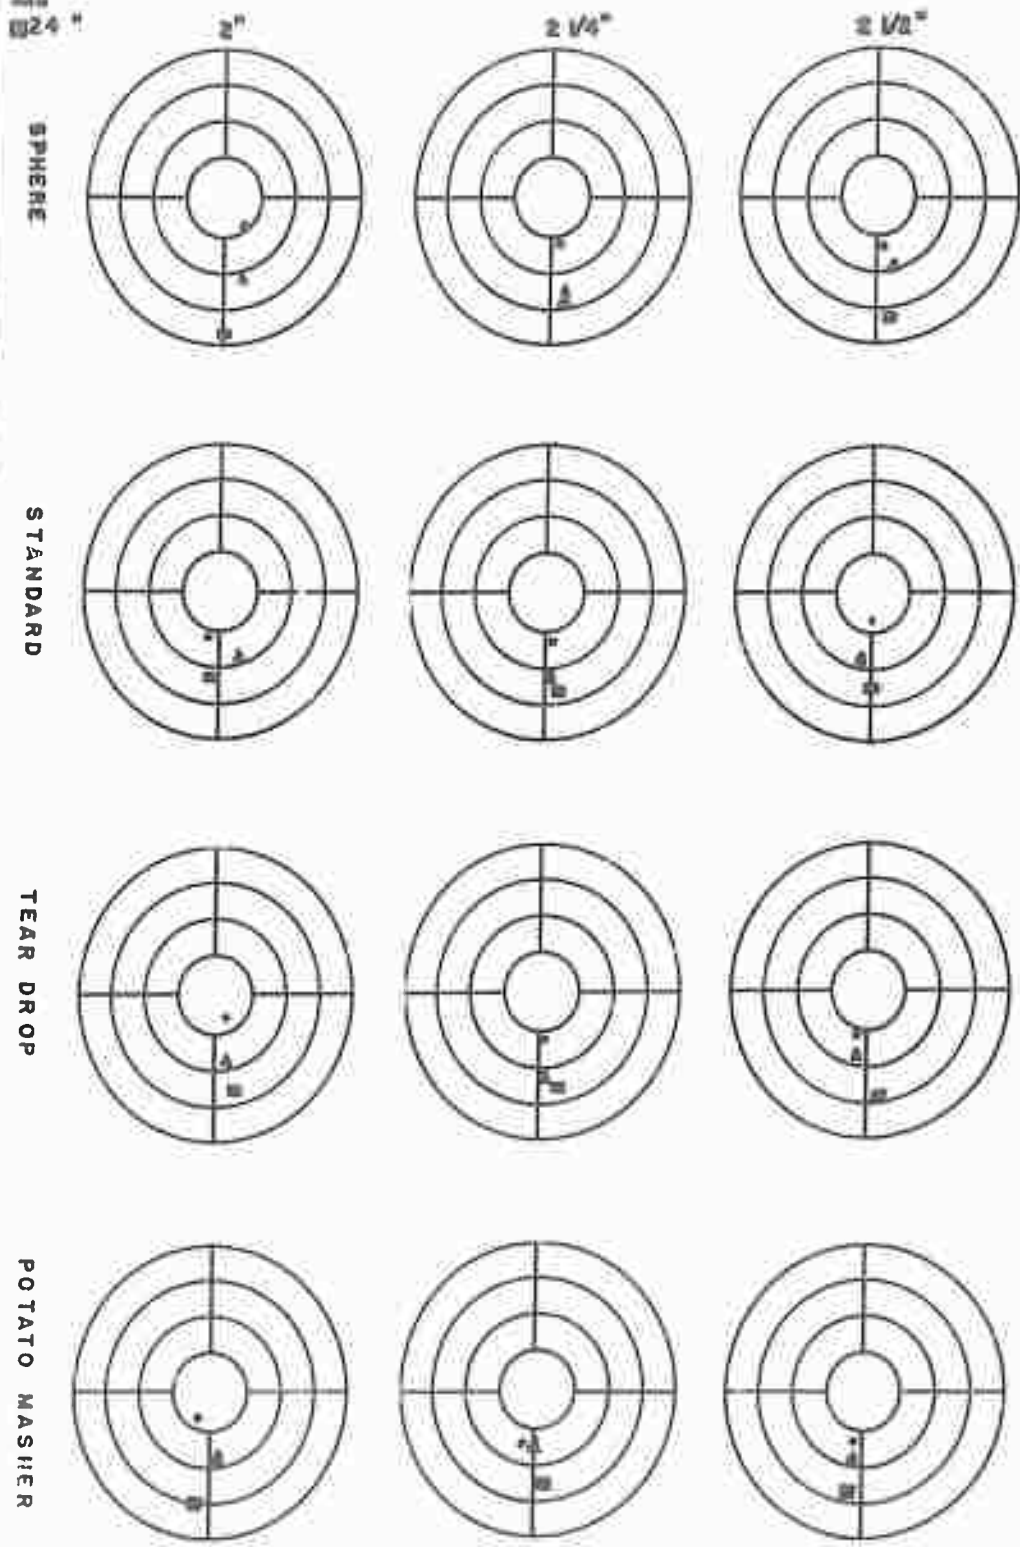 24 "
2"
2 1/4"
2 1/2"
SPHERE
STANDARD
TEAR DROP
POTATO MASHER